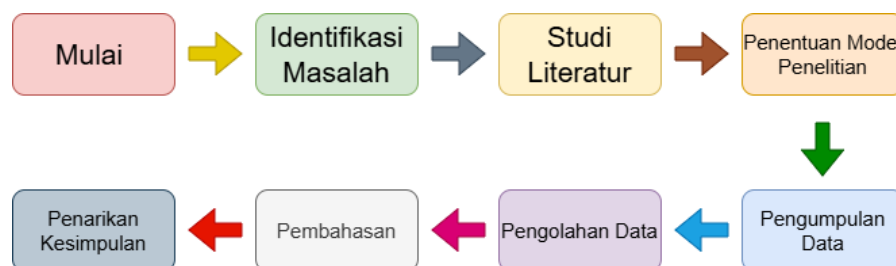 Mulai
Identifikasi
Masalah
Studi
Literatur
Penentuan Mode
Penelitian
Pengumpulan
Data
Pengolahan Data
Pembahasan
Penarikan
Kesimpulan